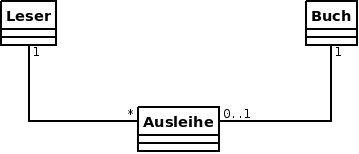 Leser
Buch
1
1
*
Ausleihe
0..1